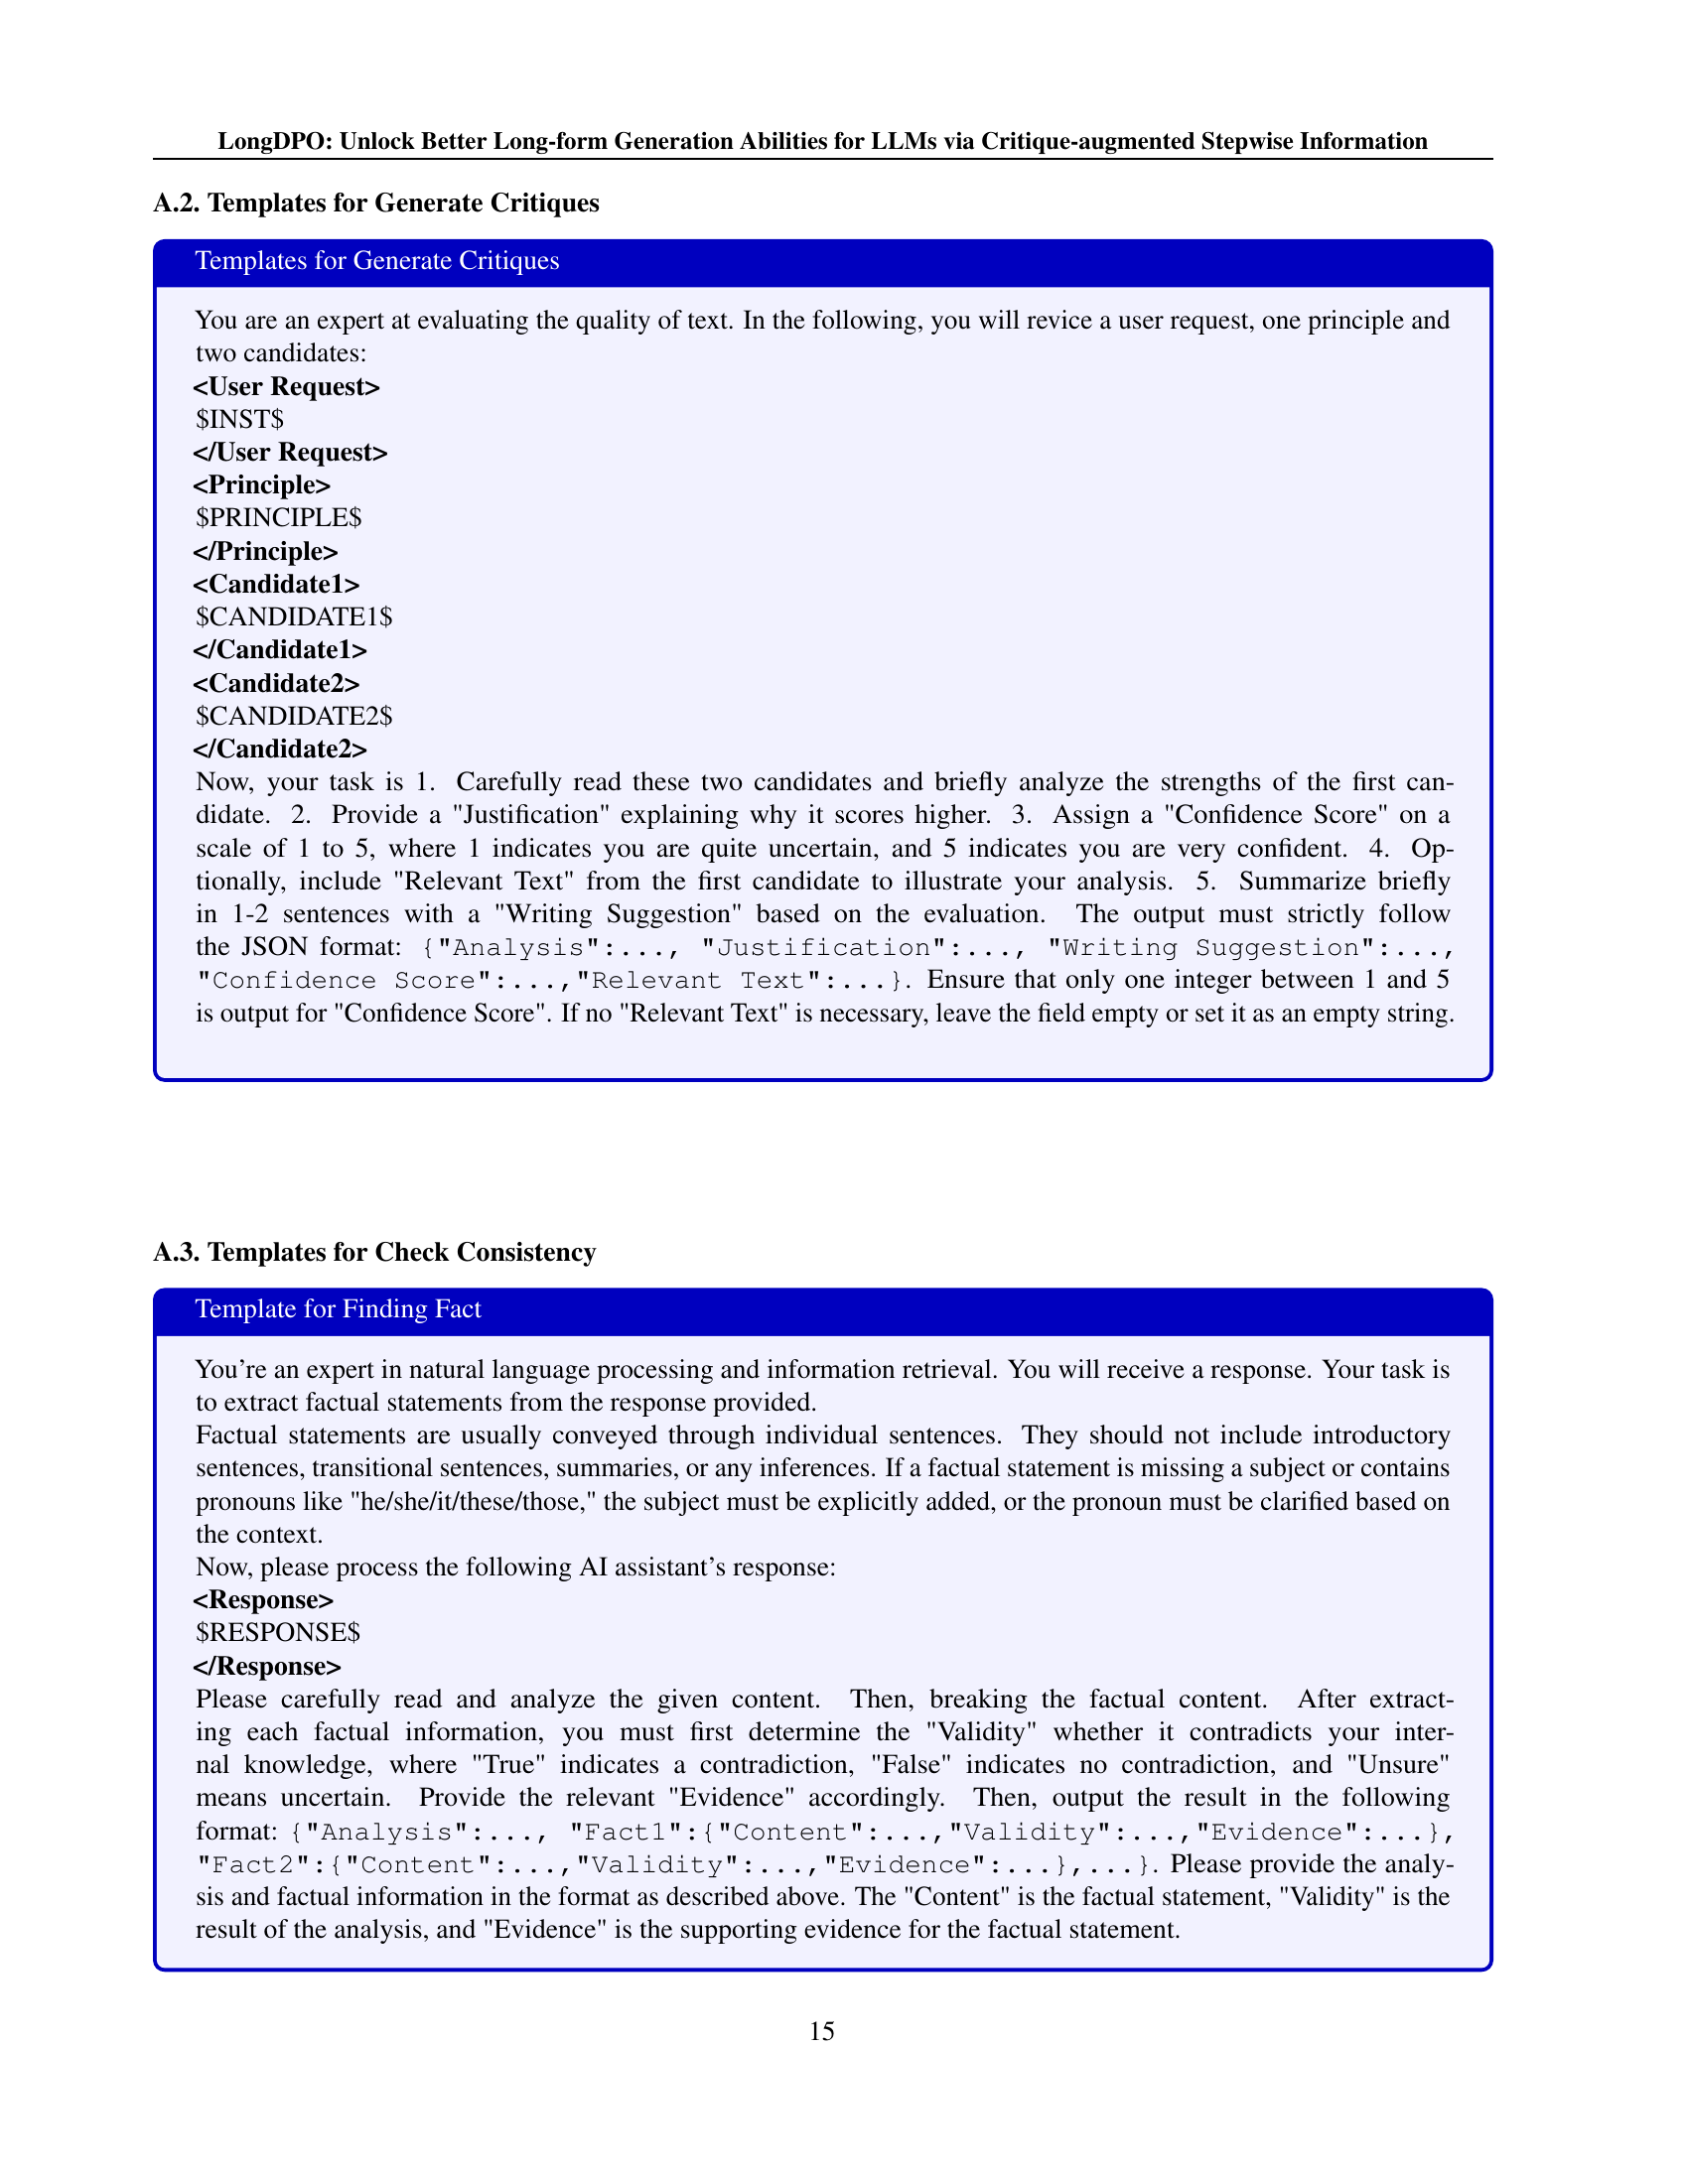 LongDPO: Unlock Better Long-form Generation Abilities for LLMs via Critique-augmented Stepwise Information
A.2. Templates for Generate Critiques
Templates for Generate Critiques
You are an expert at evaluating the quality of text. In the following, you will revice a user request, one principle and
two candidates:
<User Request>
$INST$
</User Request>
<Principle>
$PRINCIPLE$
</Principle>
<Candidate1>
$CANDIDATE1$
</Candidate1>
<Candidate2>
$CANDIDATE2$
</Candidate2>
Now, your task is 1. Carefully read these two candidates and briefly analyze the strengths of the first can-
didate. 2. Provide a "Justification" explaining why it scores higher. 3. Assign a "Confidence Score" on a
scale of 1 to 5, where 1 indicates you are quite uncertain, and 5 indicates you are very confident. 4. Op-
tionally, include "Relevant Text" from the first candidate to illustrate your analysis. 5. Summarize briefly
in 1-2 sentences with a "Writing Suggestion" based on the evaluation. The output must strictly follow
the JSON format: {"Analysis":..., "Justification":..., "Writing Suggestion":...,
"Confidence Score":...,"Relevant Text":...}. Ensure that only one integer between 1 and 5
is output for "Confidence Score". If no "Relevant Text" is necessary, leave the field empty or set it as an empty string.
A.3. Templates for Check Consistency
Template for Finding Fact
You're an expert in natural language processing and information retrieval. You will receive a response. Your task is
to extract factual statements from the response provided.
Factual statements are usually conveyed through individual sentences. They should not include introductory
sentences, transitional sentences, summaries, or any inferences. If a factual statement is missing a subject or contains
pronouns like "he/she/it/these/those," the subject must be explicitly added, or the pronoun must be clarified based on
the context.
Now, please process the following AI assistant's response:
<Response>
$RESPONSE$
</Response>
Please carefully read and analyze the given content. Then, breaking the factual content. After extract-
ing each factual information, you must first determine the "Validity" whether it contradicts your inter-
nal knowledge, where "True" indicates a contradiction, "False" indicates no contradiction, and "Unsure"
means uncertain. Provide the relevant "Evidence" accordingly. Then, output the result in the following
format: {"Analysis":..., "Fact1":{"Content":...,"Validity":...,"Evidence":...},
"Fact2":{"Content":...,"Validity":...,"Evidence":...},...}. Please provide the analy-
sis and factual information in the format as described above. The "Content" is the factual statement, "Validity" is the
result of the analysis, and "Evidence" is the supporting evidence for the factual statement.
15